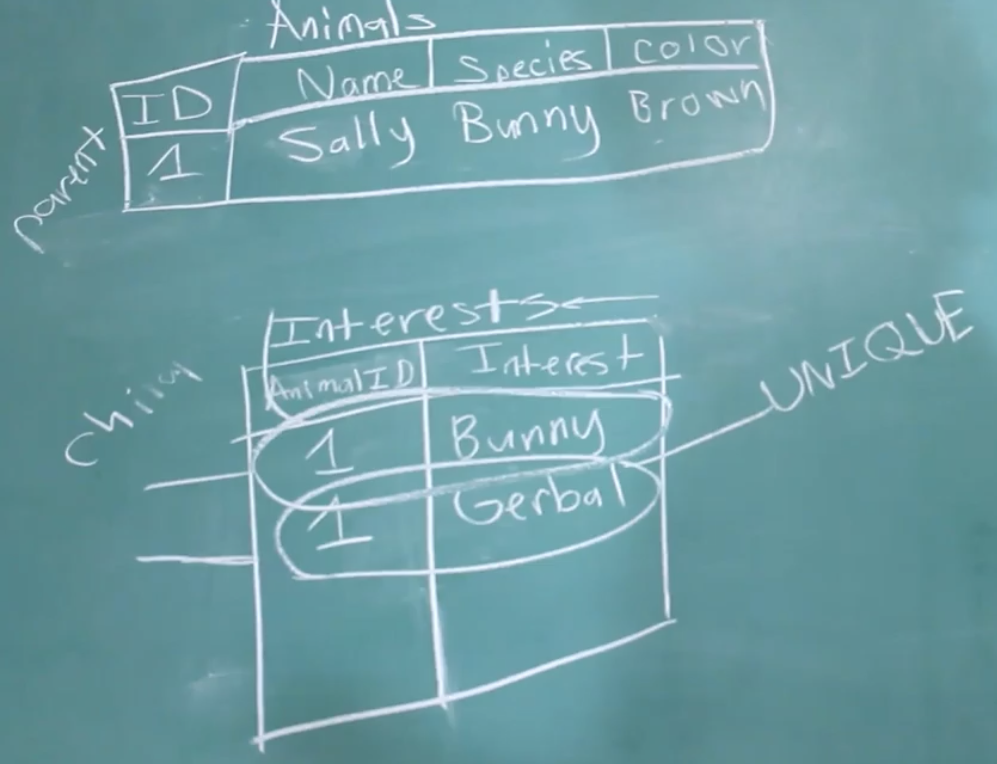 Animals
ID Name Species Color
1 Sally Bunny Brown
parent
Interests
AnimalID Interest
child
1 Bunny
UNIQUE
1 Gerbal